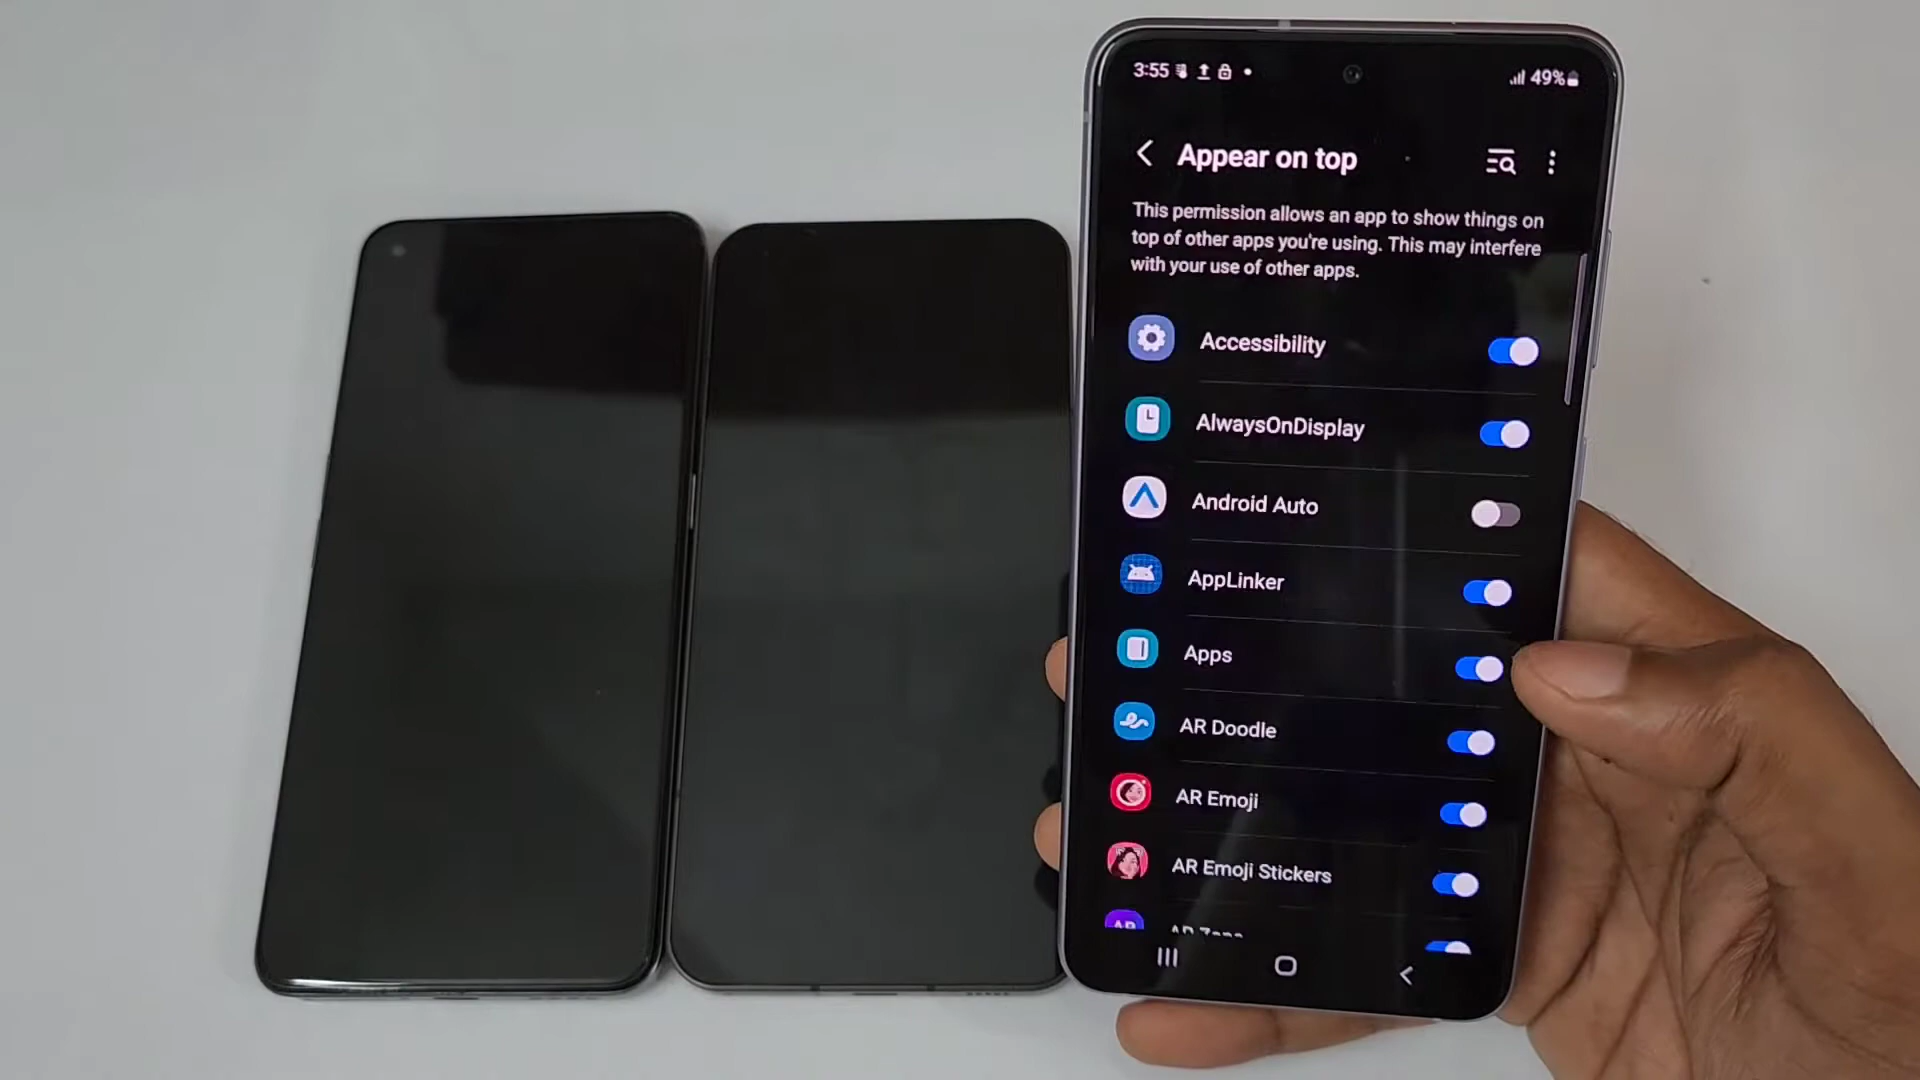 3:55
49%
Appear on top
This permission allows an app to show things on
top of other apps you're using. This may interfere
with your use of other apps.
Accessibility
AlwaysOnDisplay
Android Auto
AppLinker
Apps
AR Doodle
AR Emoji
AR Emoji Stickers